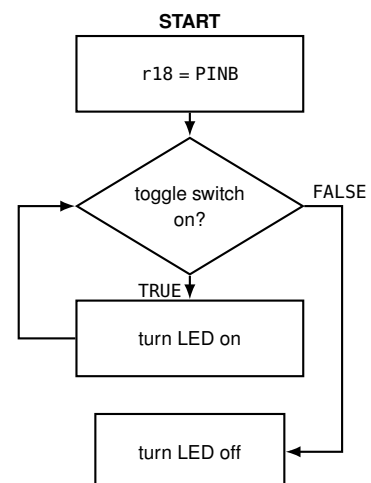 START
r18 = PINB
toggle switch
on?
FALSE
TRUE
turn LED on
turn LED off